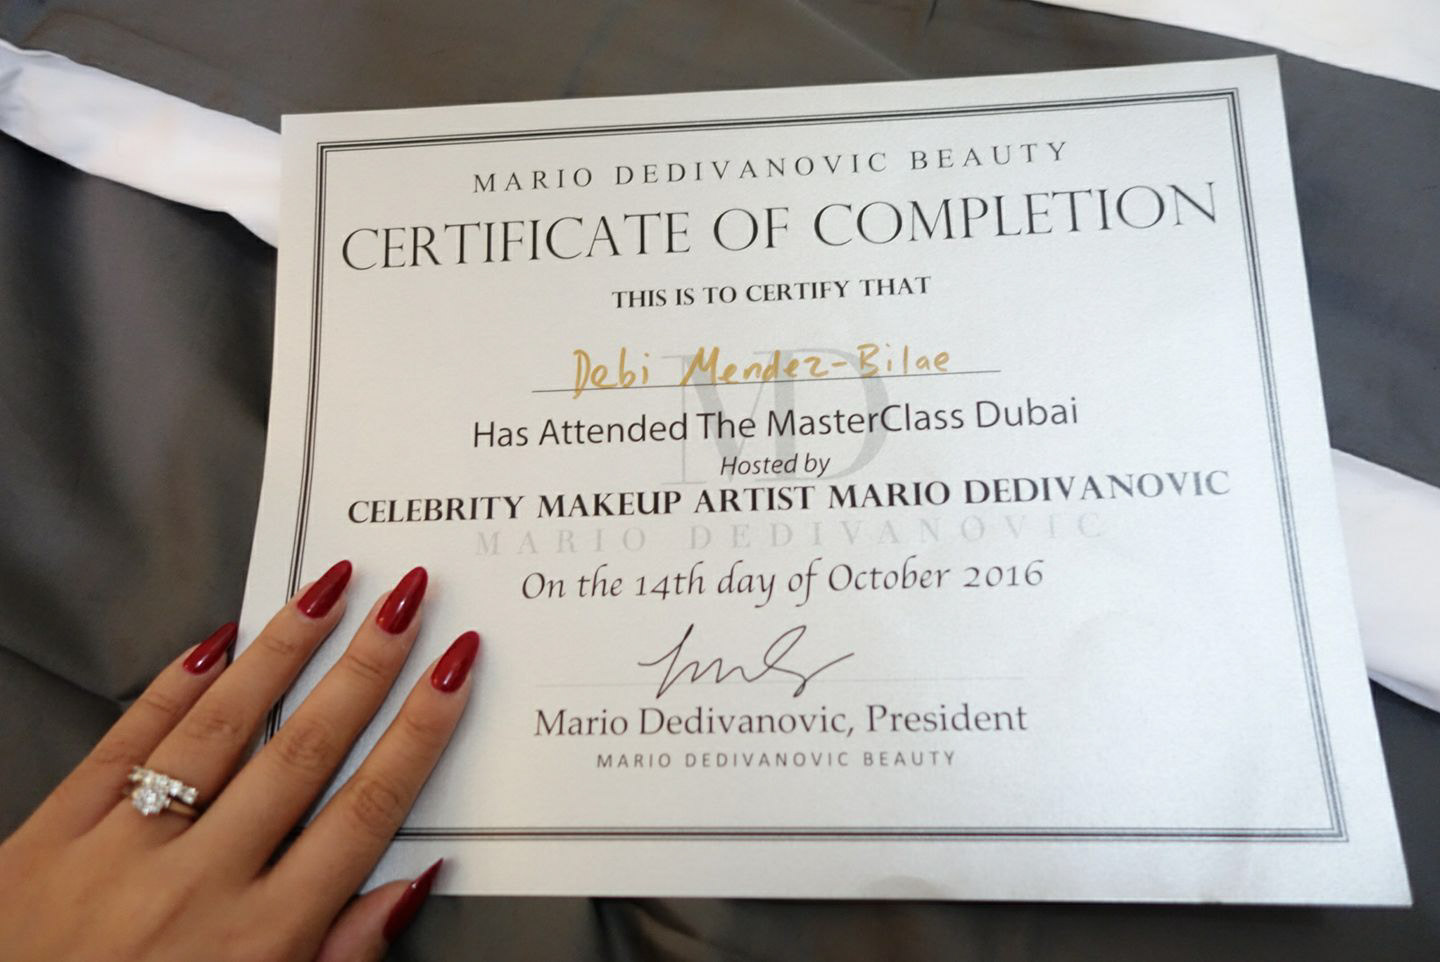 MARIO DEDIVANOVIC BEAUTY
CERTIFICATE OF COMPLETION
THIS IS TO CERTIFY THAT
Debi Mendez-Bilae
MD
Has Attended The MasterClass Dubai
Hosted by
CELEBRITY MAKEUP ARTIST MARIO DEDIVANOVIC
MARIO DEDIVANOVIC
On the 14th day of October 2016
Mario Dedivanovic, President
MARIO DEDIVANOVIC BEAUTY